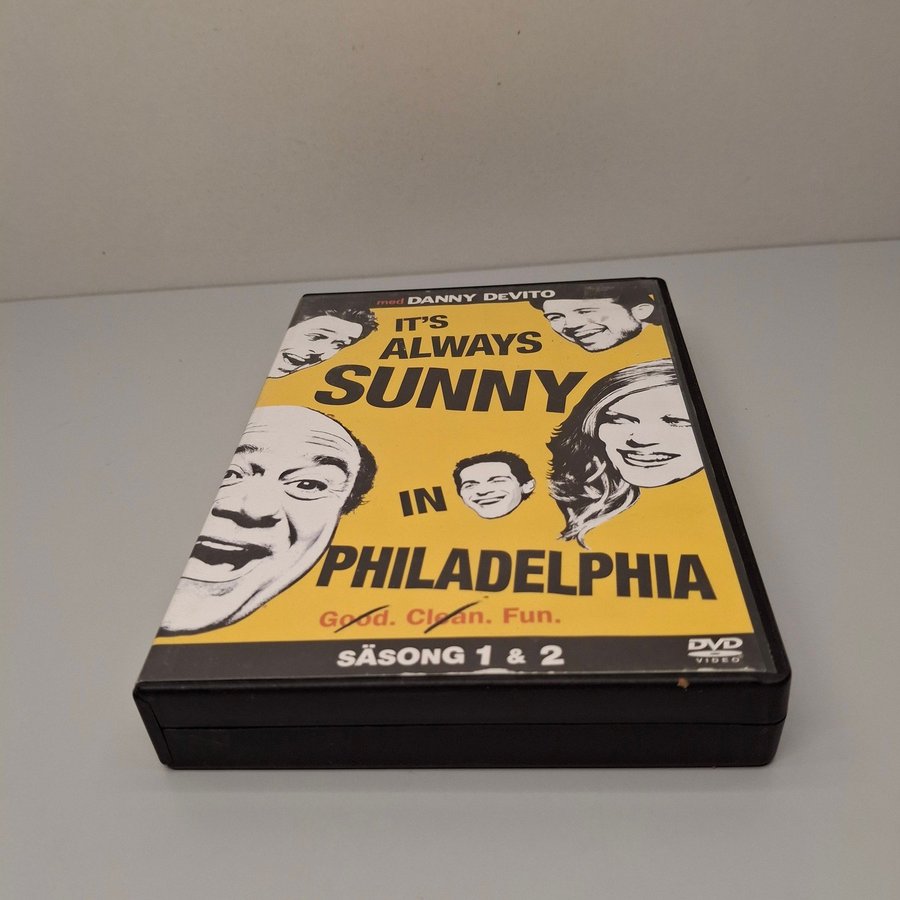 med DANNY DEVITO
IT'S
ALWAYS
SUNNY
IN
PHILADELPHIA
Good. Clean. Fun.
SÄSONG 1 & 2
DVD
VIDEO